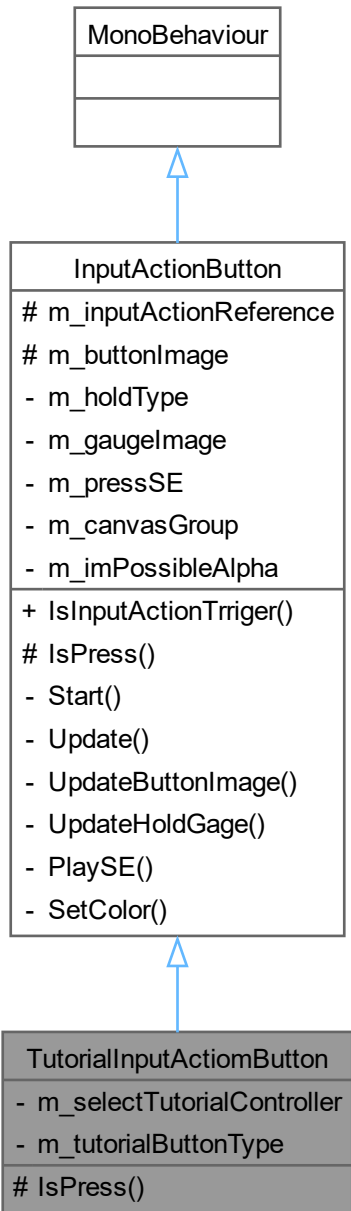 MonoBehaviour
InputActionButton
# m_inputActionReference
# m_buttonImage
- m_holdType
- m_gaugeImage
- m_pressSE
- m_canvasGroup
- m_imPossibleAlpha
+ IsInputActionTrriger()
# IsPress()
- Start()
- Update()
- UpdateButtonImage()
- UpdateHoldGage()
- PlaySE()
- SetColor()
TutorialInputActiomButton
- m_selectTutorialController
- m_tutorialButtonType
# IsPress()